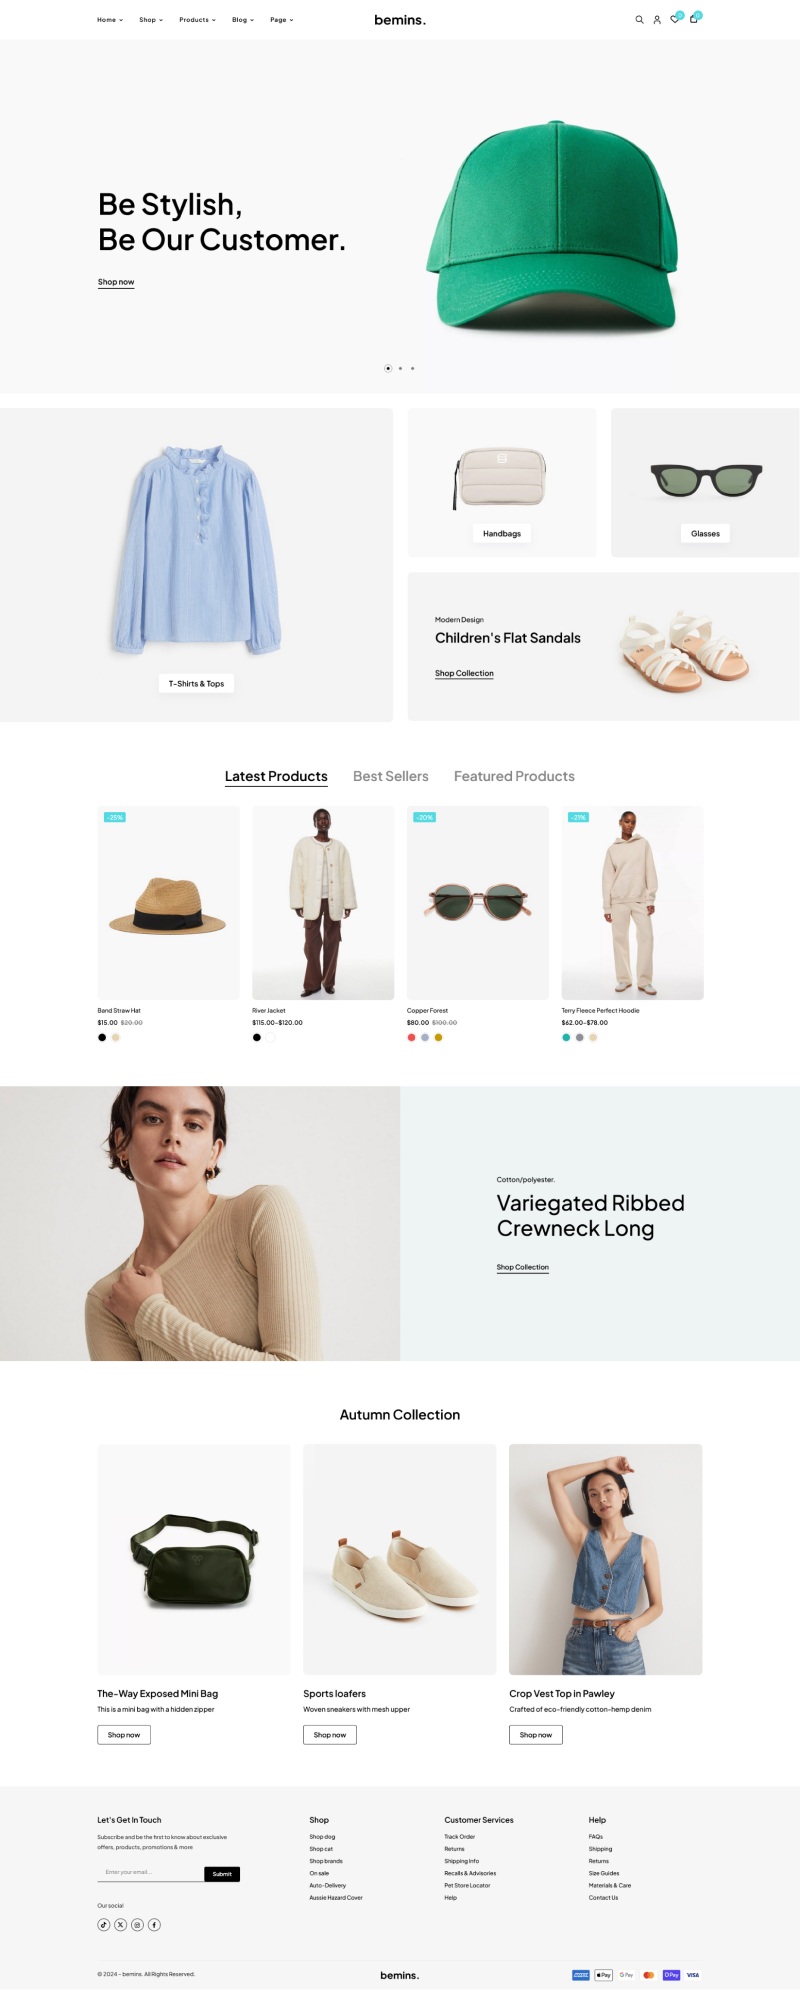 Home
Shop
Products
Blog
Page
bemins.
Be Stylish,
Be Our Customer.
Shop now
T-Shirts & Tops
Handbags
Glasses
Modern Design
Children's Flat Sandals
Shop Collection
Latest Products
Best Sellers
Featured Products
-25%
-20%
-21%
Band Straw Hat
$15.00 $20.00
River Jacket
$115.00–$120.00
Copper Forest
$80.00 $100.00
Terry Fleece Perfect Hoodie
$62.00–$78.00
Cotton/polyester.
Variegated Ribbed
Crewneck Long
Shop Collection
Autumn Collection
The-Way Exposed Mini Bag
This is a mini bag with a hidden zipper
Shop now
Sports loafers
Woven sneakers with mesh upper
Shop now
Crop Vest Top in Pawley
Crafted of eco-friendly cotton-hemp denim
Shop now
Let's Get In Touch
Subscribe and be the first to know about exclusive
offers, products, promotions & more
Enter your email...
Submit
Our social
Shop
Shop dog
Shop cat
Shop brands
On sale
Auto-Delivery
Aussie Hazard Cover
Customer Services
Track Order
Returns
Shipping Info
Recalls & Advisories
Pet Store Locator
Help
Help
FAQs
Shipping
Returns
Size Guides
Materials & Care
Contact Us
© 2024 – bemins. All Rights Reserved.
bemins.
Pay
G Pay
Pay
VISA